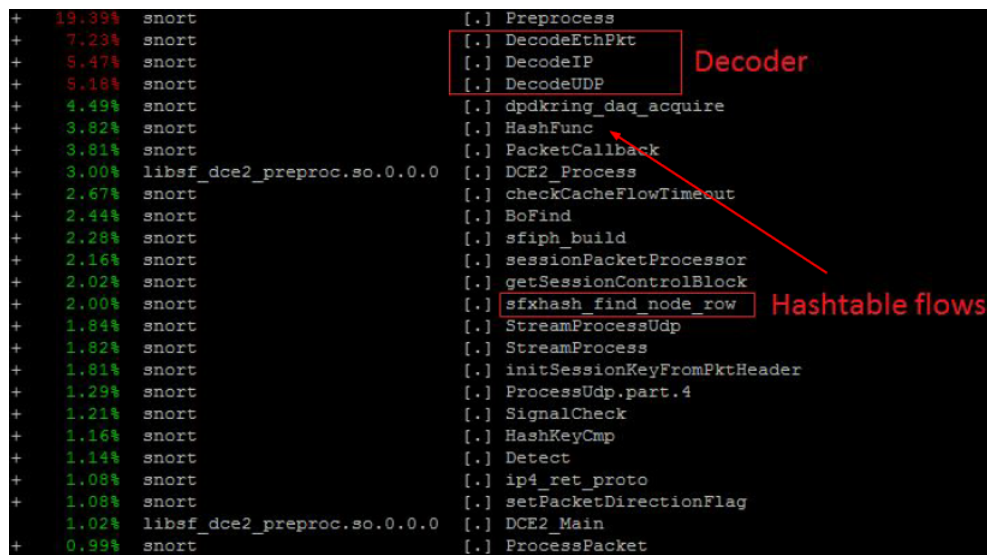 + 19.39% snort [.] Preprocess
+ 7.23% snort [.] DecodeEthPkt
+ 5.47% snort [.] DecodeIP Decoder
+ 5.18% snort [.] DecodeUDP
+ 4.49% snort [.] dpdkring_daq_acquire
+ 3.82% snort [.] HashFunc
+ 3.81% snort [.] PacketCallback
+ 3.00% libsf_dce2_preproc.so.0.0.0 [.] DCE2_Process
+ 2.67% snort [.] checkCacheFlowTimeout
+ 2.44% snort [.] BoFind
+ 2.28% snort [.] sfiph_build
+ 2.16% snort [.] sessionPacketProcessor
+ 2.02% snort [.] getSessionControlBlock
+ 2.00% snort [.] sfxhash_find_node_row Hashtable flows
+ 1.84% snort [.] StreamProcessUdp
+ 1.82% snort [.] StreamProcess
+ 1.81% snort [.] initSessionKeyFromPktHeader
+ 1.29% snort [.] ProcessUdp.part.4
+ 1.21% snort [.] SignalCheck
+ 1.16% snort [.] HashKeyCmp
+ 1.14% snort [.] Detect
+ 1.08% snort [.] ip4_ret_proto
+ 1.08% snort [.] setPacketDirectionFlag
1.02% libsf_dce2_preproc.so.0.0.0 [.] DCE2_Main
+ 0.99% snort [.] ProcessPacket